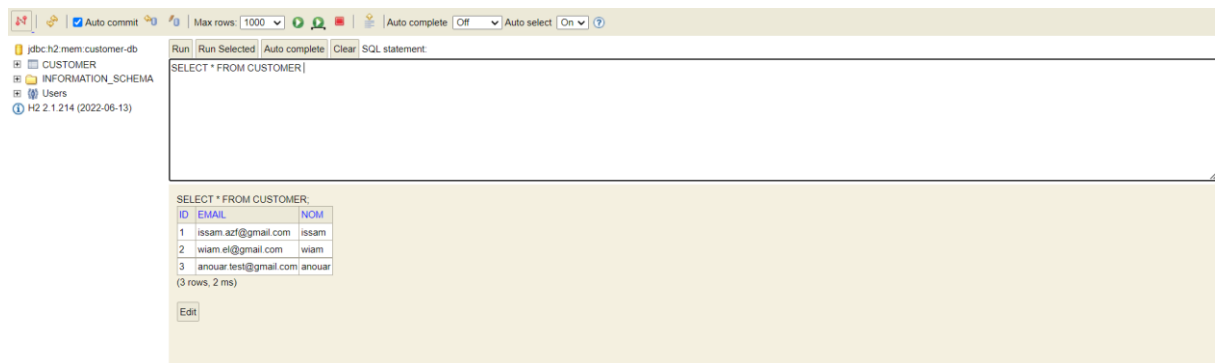 Auto commit Max rows: 1000 Auto complete Off Auto select On ?
jdbc:h2:mem:customer-db
CUSTOMER
INFORMATION_SCHEMA
Users
H2 2.1.214 (2022-06-13)
Run Run Selected Auto complete Clear SQL statement:
SELECT * FROM CUSTOMER
SELECT * FROM CUSTOMER;
ID EMAIL NOM
1 issam.azf@gmail.com issam
2 wiam.el@gmail.com wiam
3 anouar.test@gmail.com anouar
(3 rows, 2 ms)
Edit